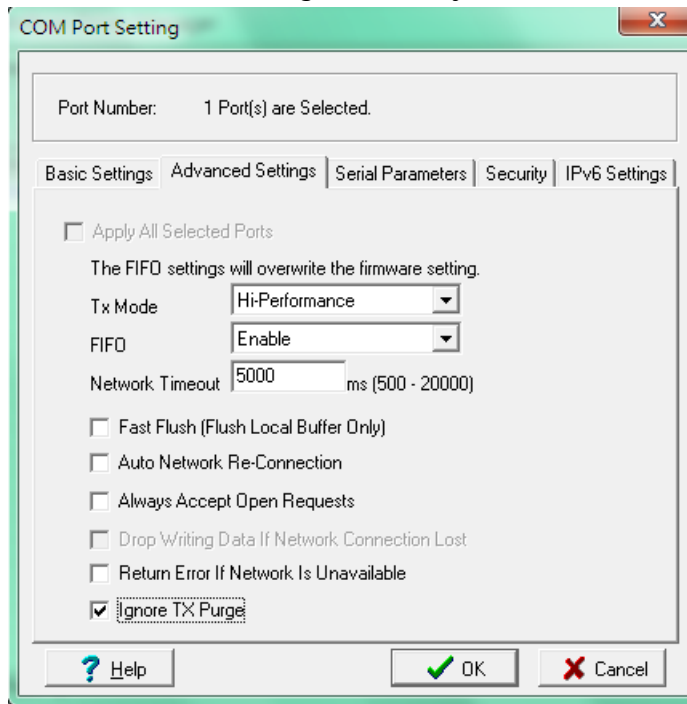 COM Port Setting
Port Number: 1 Port(s) are Selected.
Basic Settings Advanced Settings Serial Parameters Security IPv6 Settings
Apply All Selected Ports
The FIFO settings will overwrite the firmware setting.
Tx Mode Hi-Performance
FIFO Enable
Network Timeout 5000 ms (500 - 20000)
Fast Flush (Flush Local Buffer Only)
Auto Network Re-Connection
Always Accept Open Requests
Drop Writing Data If Network Connection Lost
Return Error If Network Is Unavailable
Ignore TX Purge
? Help OK Cancel